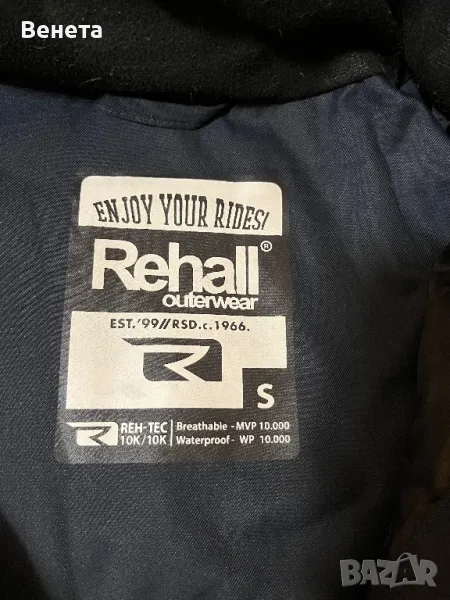 Венета
ENJOY YOUR RIDES!
Rehall®
outerwear
EST.'99//RSD.c.1966.
S
REH-TEC
10K/10K
Breathable - MVP 10.000
Waterproof - WP 10.000
BAZAR